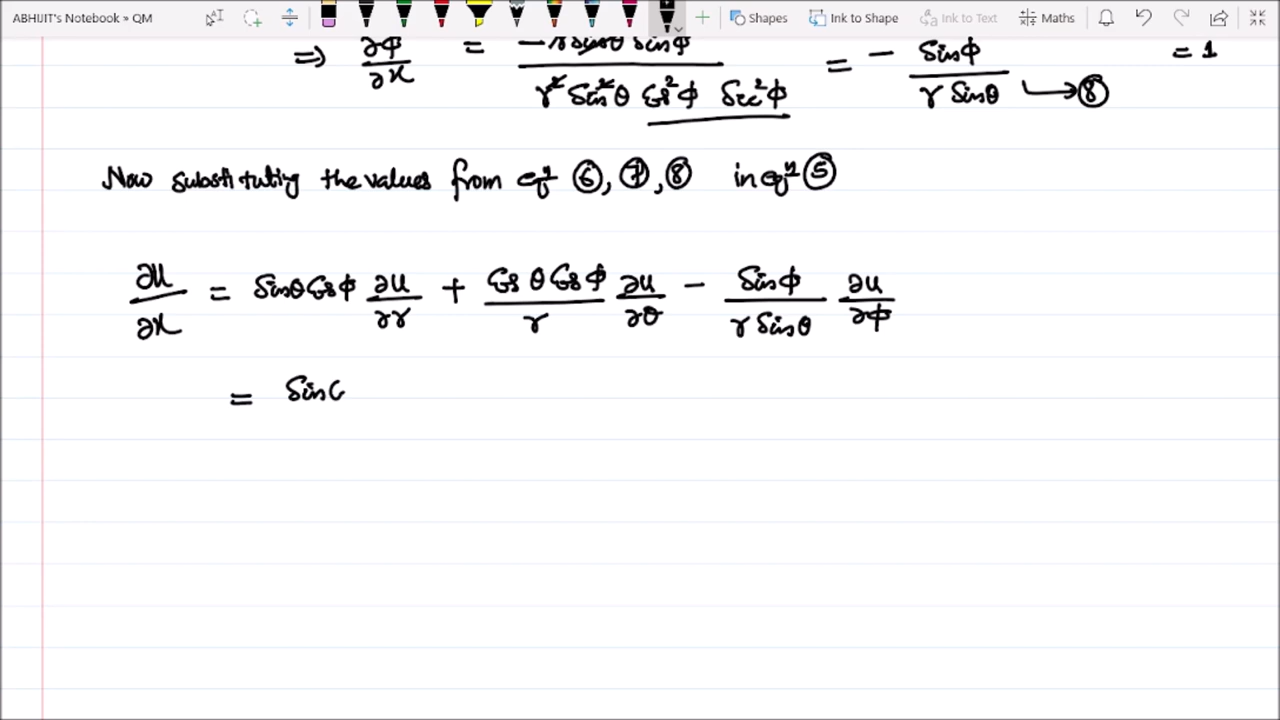 ABHIJIT's Notebook » QM Shapes Ink to Shape Ink to Text Maths
=> ∂φ/∂x = -r sinθ sinφ / r² Sin²θ Cos²φ Sec²φ = - Sinφ / r Sinθ → ⑧ = 1
Now substituting the values from eqⁿ ⑥, ⑦, ⑧ in eqⁿ ⑤
∂u/∂x = Sinθ Cosφ ∂u/∂r + Cosθ Cosφ / r ∂u/∂θ - Sinφ / r Sinθ ∂u/∂φ
= Sin